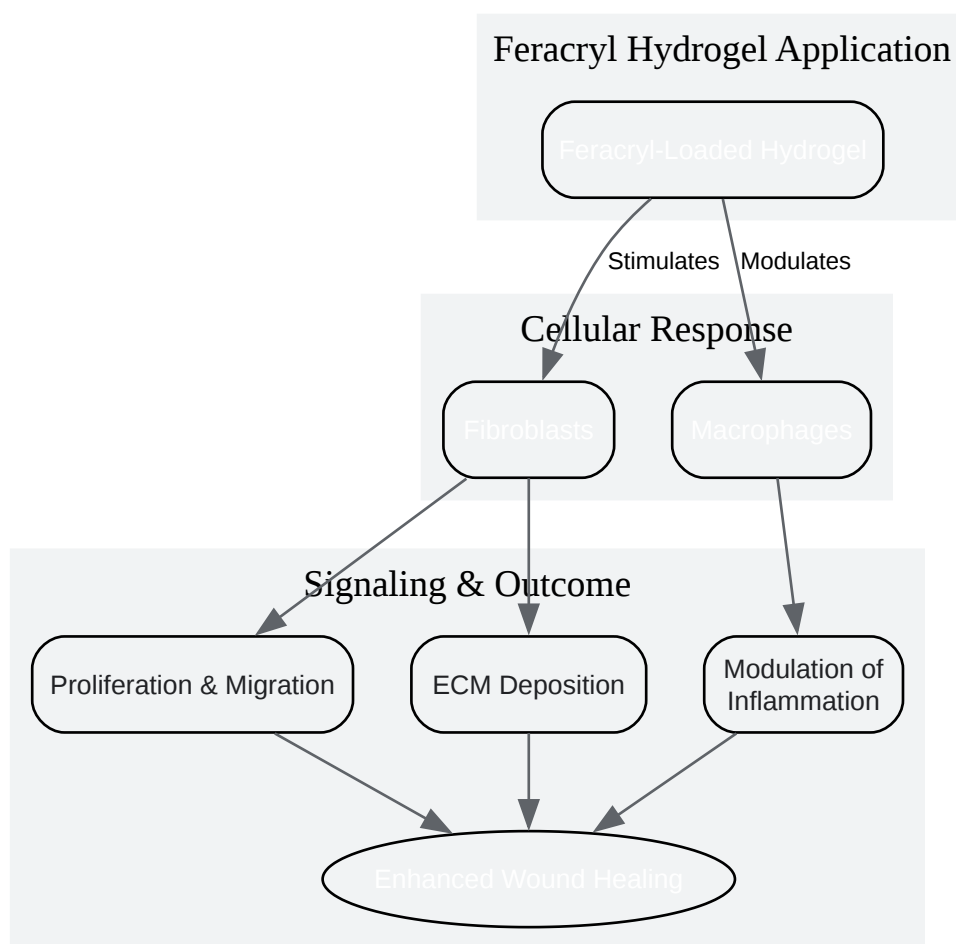 Feracryl Hydrogel Application
Feracryl-Loaded Hydrogel
Stimulates
Modulates
Cellular Response
Fibroblasts
Macrophages
Signaling & Outcome
Proliferation & Migration
ECM Deposition
Modulation of
Inflammation
Enhanced Wound Healing